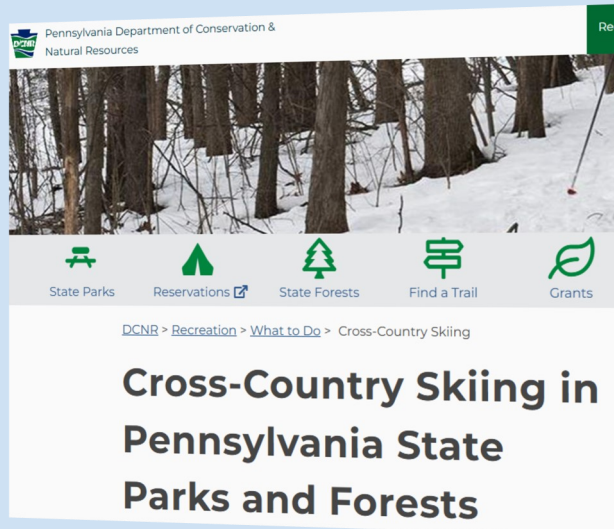 Pennsylvania Department of Conservation &
Natural Resources
DCNR
Re
State Parks
Reservations
State Forests
Find a Trail
Grants
DCNR > Recreation > What to Do > Cross-Country Skiing
Cross-Country Skiing in
Pennsylvania State
Parks and Forests